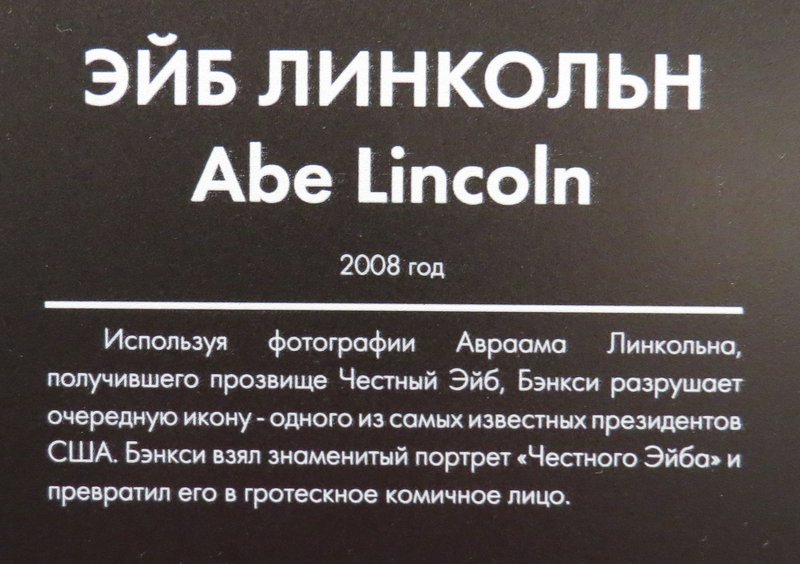 ЭЙБ ЛИНКОЛЬН
Abe Lincoln
2008 год
Используя фотографии Авраама Линкольна,
получившего прозвище Честный Эйб, Бэнкси разрушает
очередную икону - одного из самых известных президентов
США. Бэнкси взял знаменитый портрет «Честного Эйба» и
превратил его в гротескное комичное лицо.